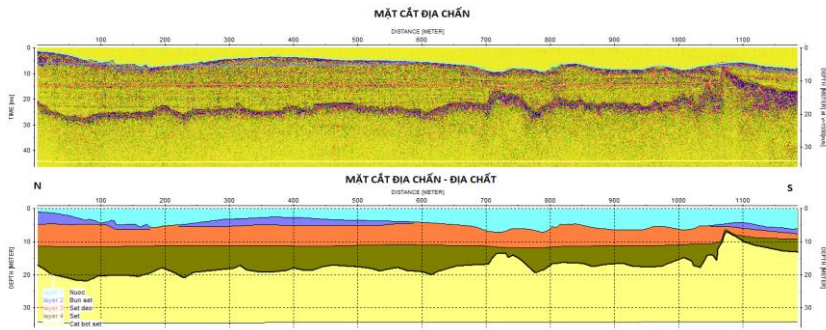 MẶT CẮT ĐỊA CHẤN
DISTANCE [METER]
100 200 300 400 500 600 700 800 900 1000 1100
TIME [ms]
0
10
20
30
40
0
10
20
30
MẶT CẮT ĐỊA CHẤN - ĐỊA CHẤT
N
S
DISTANCE [METER]
100 200 300 400 500 600 700 800 900 1000 1100
DEPTH [METER]
0
10
20
30
DEPTH [METER]
0
10
20
30
Nuoc
layer 2 Bun set
layer 3 Set deo
layer 4 Set
Cat bot set